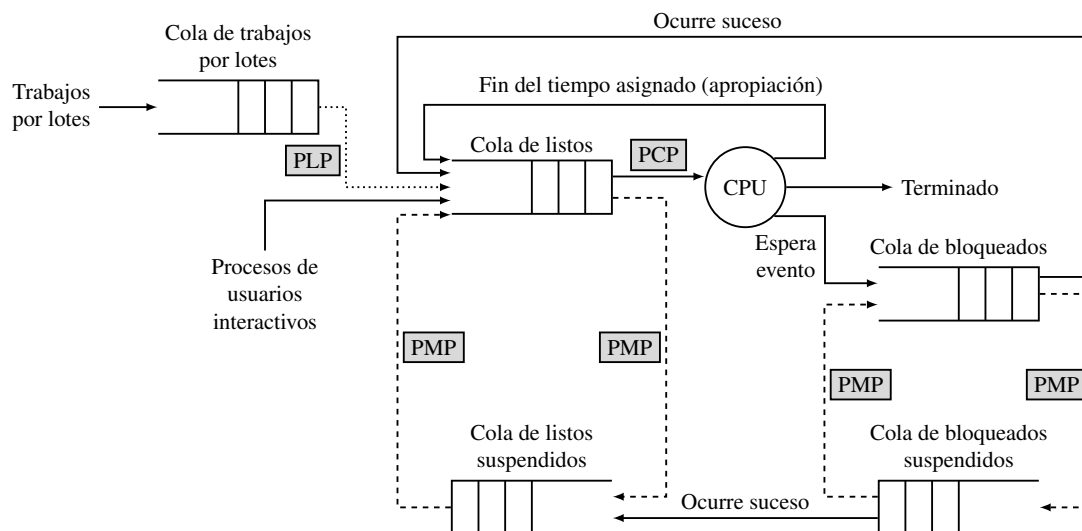 Ocurre suceso
Cola de trabajos
por lotes
Trabajos
por lotes
Fin del tiempo asignado (apropiación)
PLP
Cola de listos
PCP
CPU
Terminado
Procesos de
usuarios
interactivos
Espera
evento
Cola de bloqueados
PMP
PMP
PMP
PMP
Cola de listos
suspendidos
Cola de bloqueados
suspendidos
Ocurre suceso